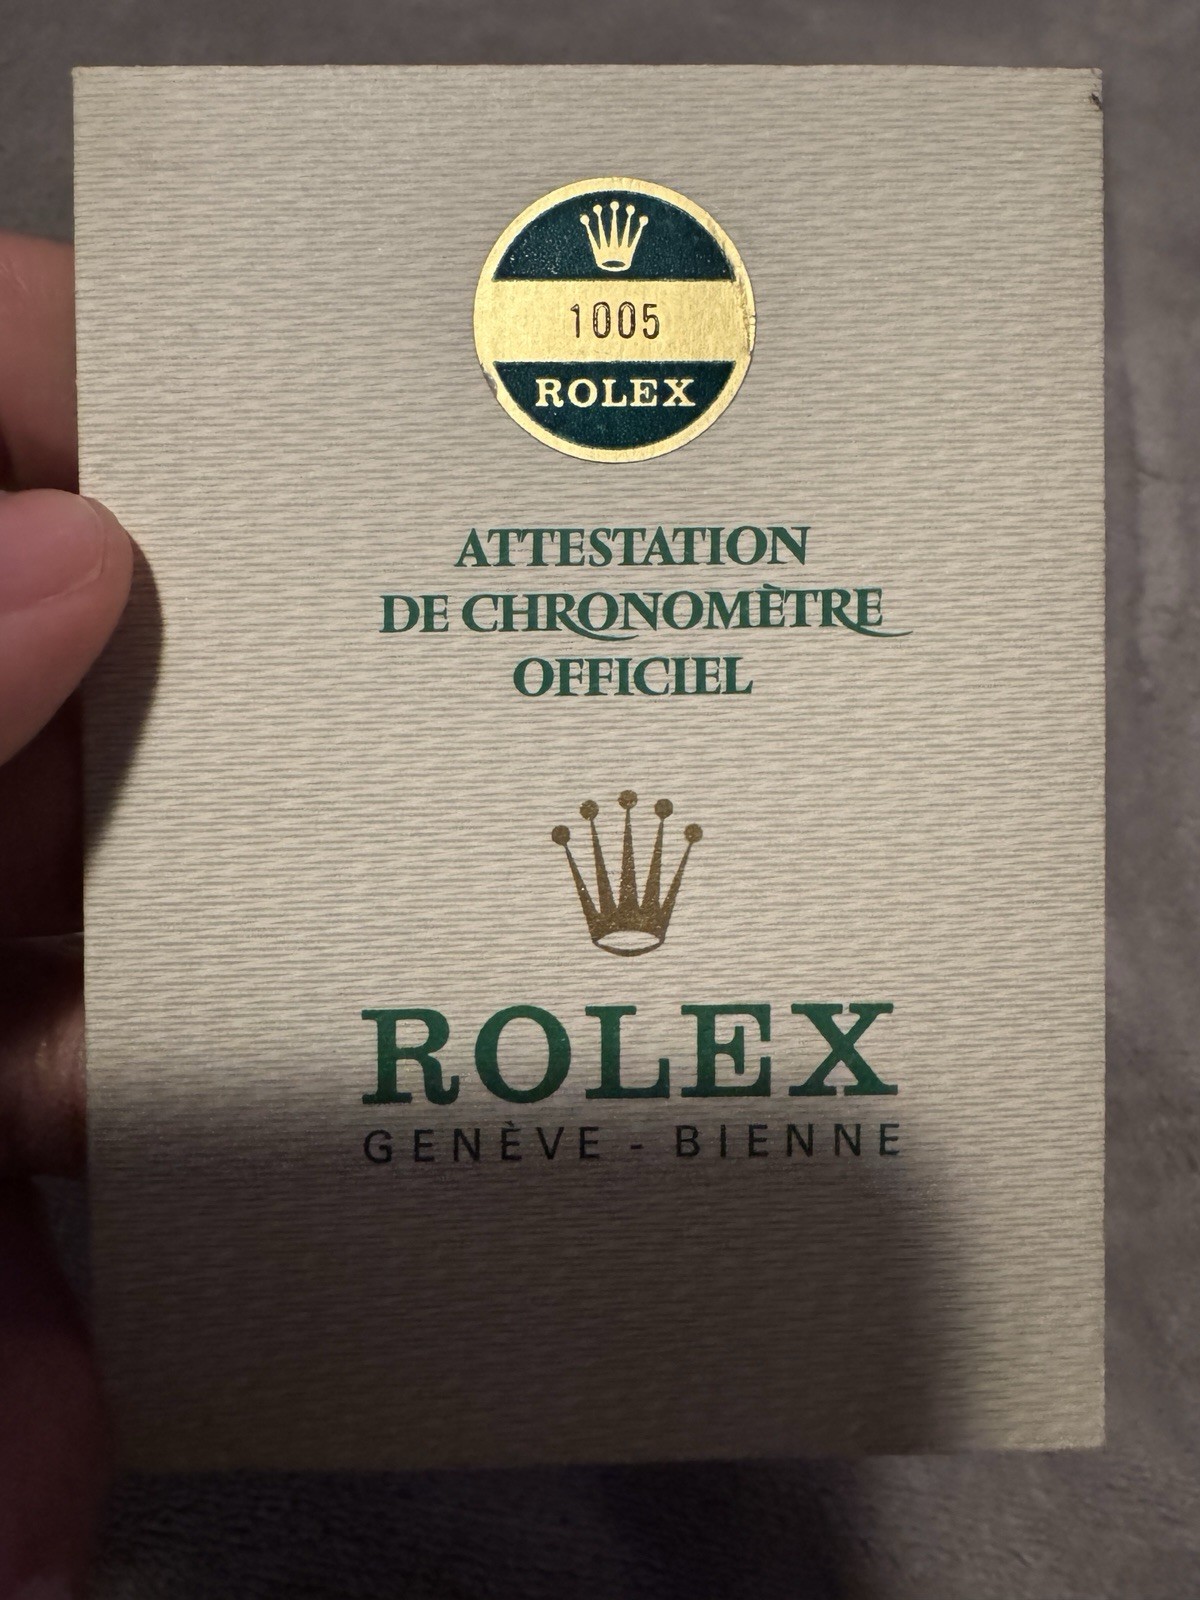 1005
ROLEX
ATTESTATION
DE CHRONOMÈTRE
OFFICIEL
ROLEX
GENÈVE - BIENNE